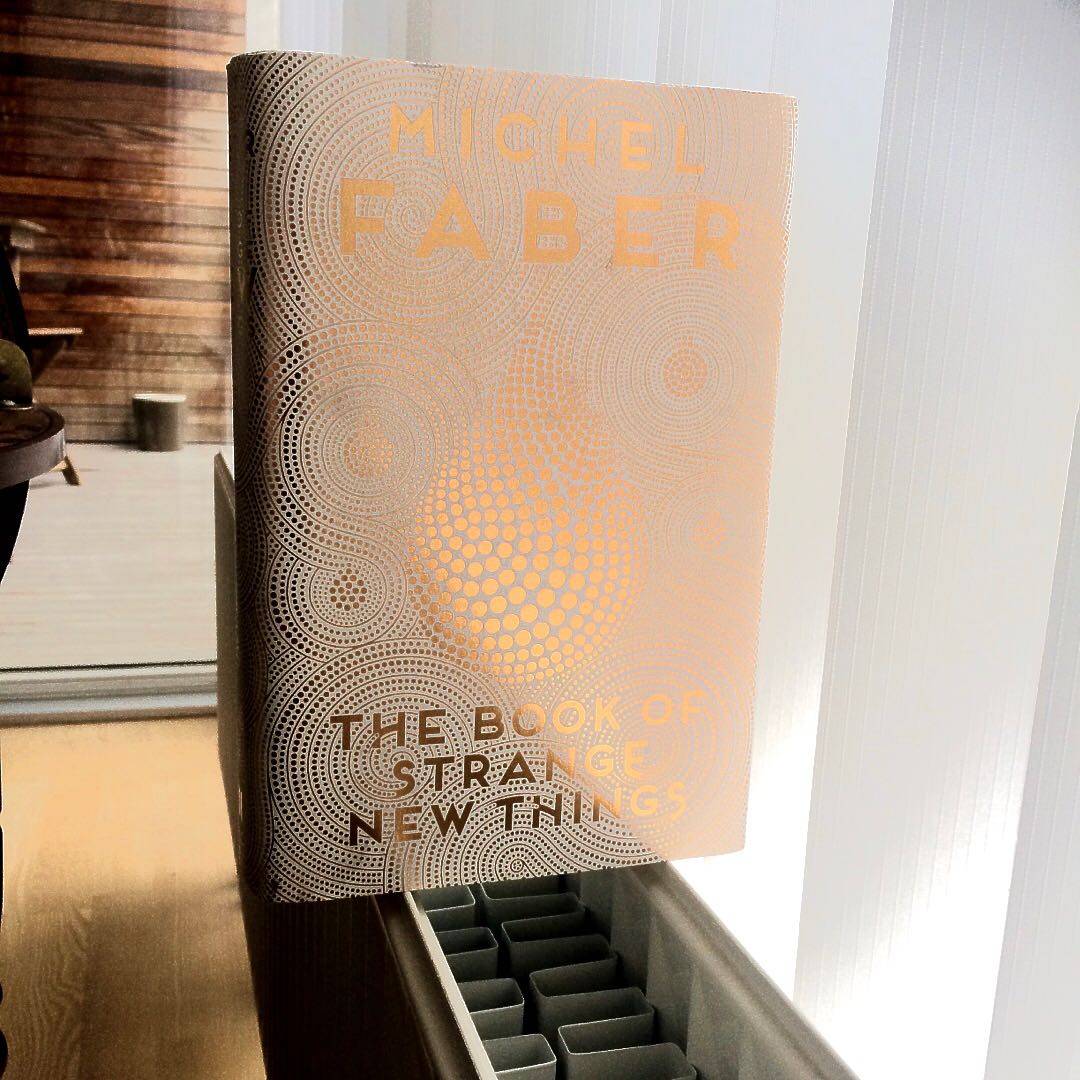 MICHEL
FABER
THE BOOK OF
STRANGE
NEW THINGS